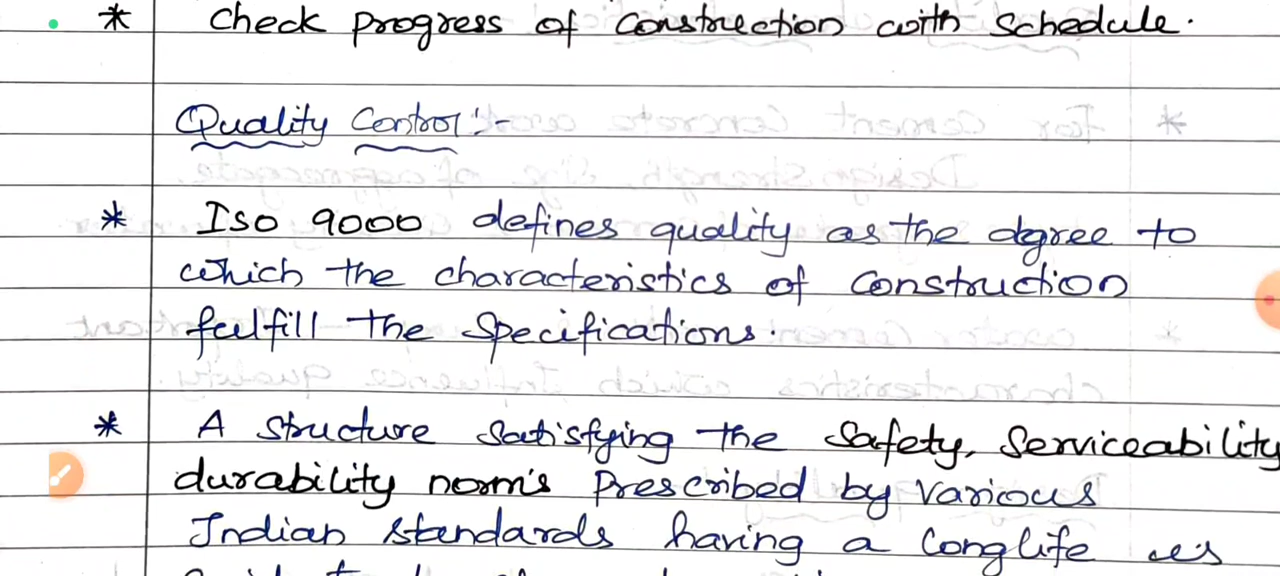 * Check progress of Construction with Schedule.
Quality Control :-
* ISO 9000 defines quality as the degree to
which the characteristics of Construction
fulfill the Specifications.
* A structure satisfying the Safety, Serviceability
durability norms prescribed by various
Indian standards having a long life